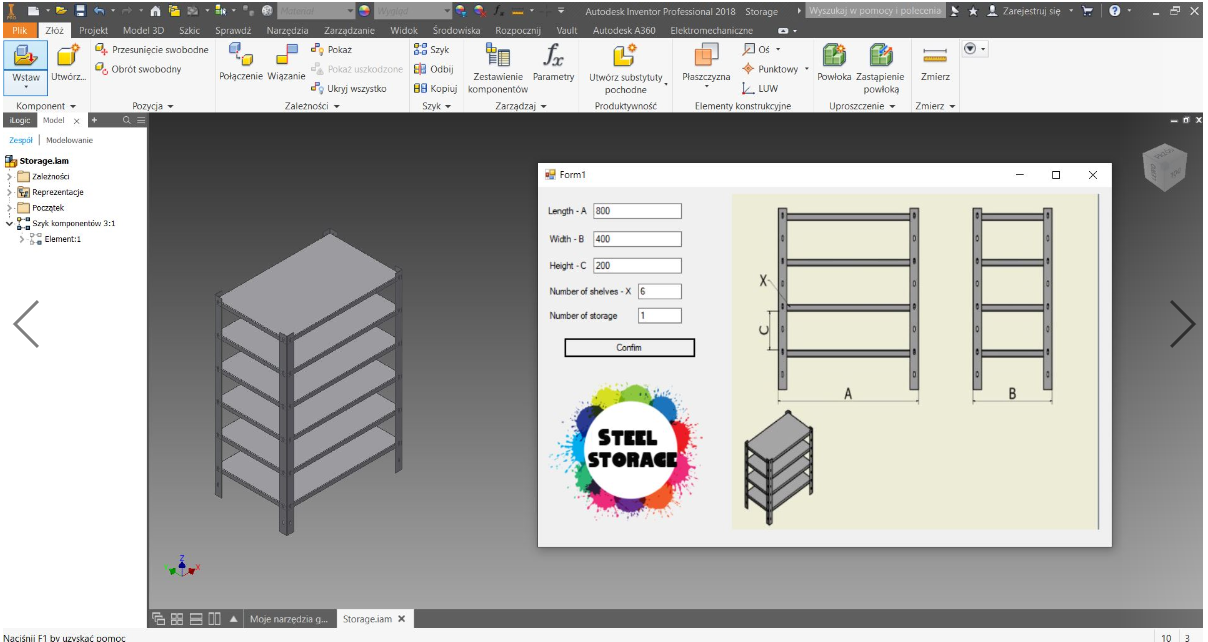 Autodesk Inventor Professional 2018 Storage
Wyszukaj w pomocy i polecenia
Zarejestruj się
Plik Złóż Projekt Model 3D Szkic Sprawdź Narzędzia Zarządzanie Widok Środowiska Rozpocznij Vault Autodesk A360 Elektromechaniczne
Wstaw
Utwórz...
Przesunięcie swobodne
Obrót swobodny
Połączenie
Wiązanie
Pokaż
Pokaż uszkodzone
Ukryj wszystko
Szyk
Odbij
Kopiuj
Zestawienie
komponentów
Parametry
Utwórz substytuty
pochodne
Płaszczyzna
Oś
Punktowy
LUW
Powłoka
Zastąpienie
powłoką
Zmierz
Komponent Pozycja Zależności Szyk Zarządzaj Produktywność Elementy konstrukcyjne Uproszczenie Zmierz
iLogic Model
Zespół Modelowanie
Storage.iam
Zależności
Reprezentacje
Początek
Szyk komponentów 3:1
Element:1
Form1
Length - A 800
Width - B 400
Height - C 200
Number of shelves - X 6
Number of storage 1
Confim
STEEL
STORAGE
X
C
A
B
Z
X
Moje narzędzia g...
Storage.iam
Naciśnij F1 by uzyskać pomoc
10 3